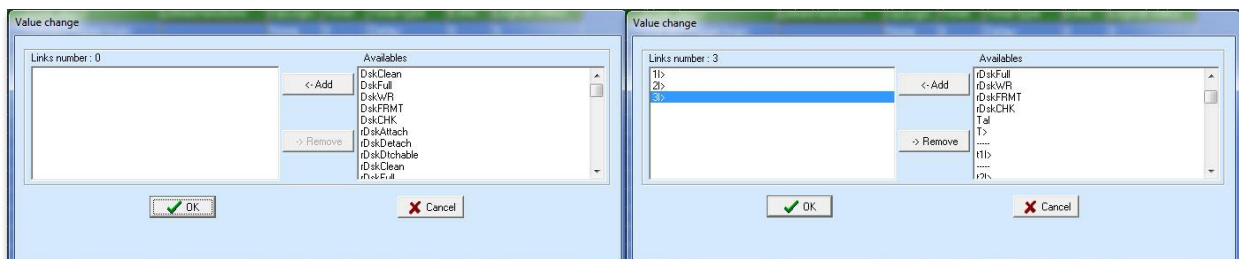 Value change
Links number : 0
Availables
<- Add
-> Remove
DskClean
DskFull
DskWR
DskFRMT
DskCHK
rDskAttach
rDskDetach
rDskDtchable
rDskClean
rDskFull
OK
Cancel
Value change
Links number : 3
Availables
1I>
2I>
3I>
<- Add
-> Remove
rDskFull
rDskWR
rDskFRMT
rDskCHK
Tal
T>
-----
t1I>
-----
t2I>
OK
Cancel